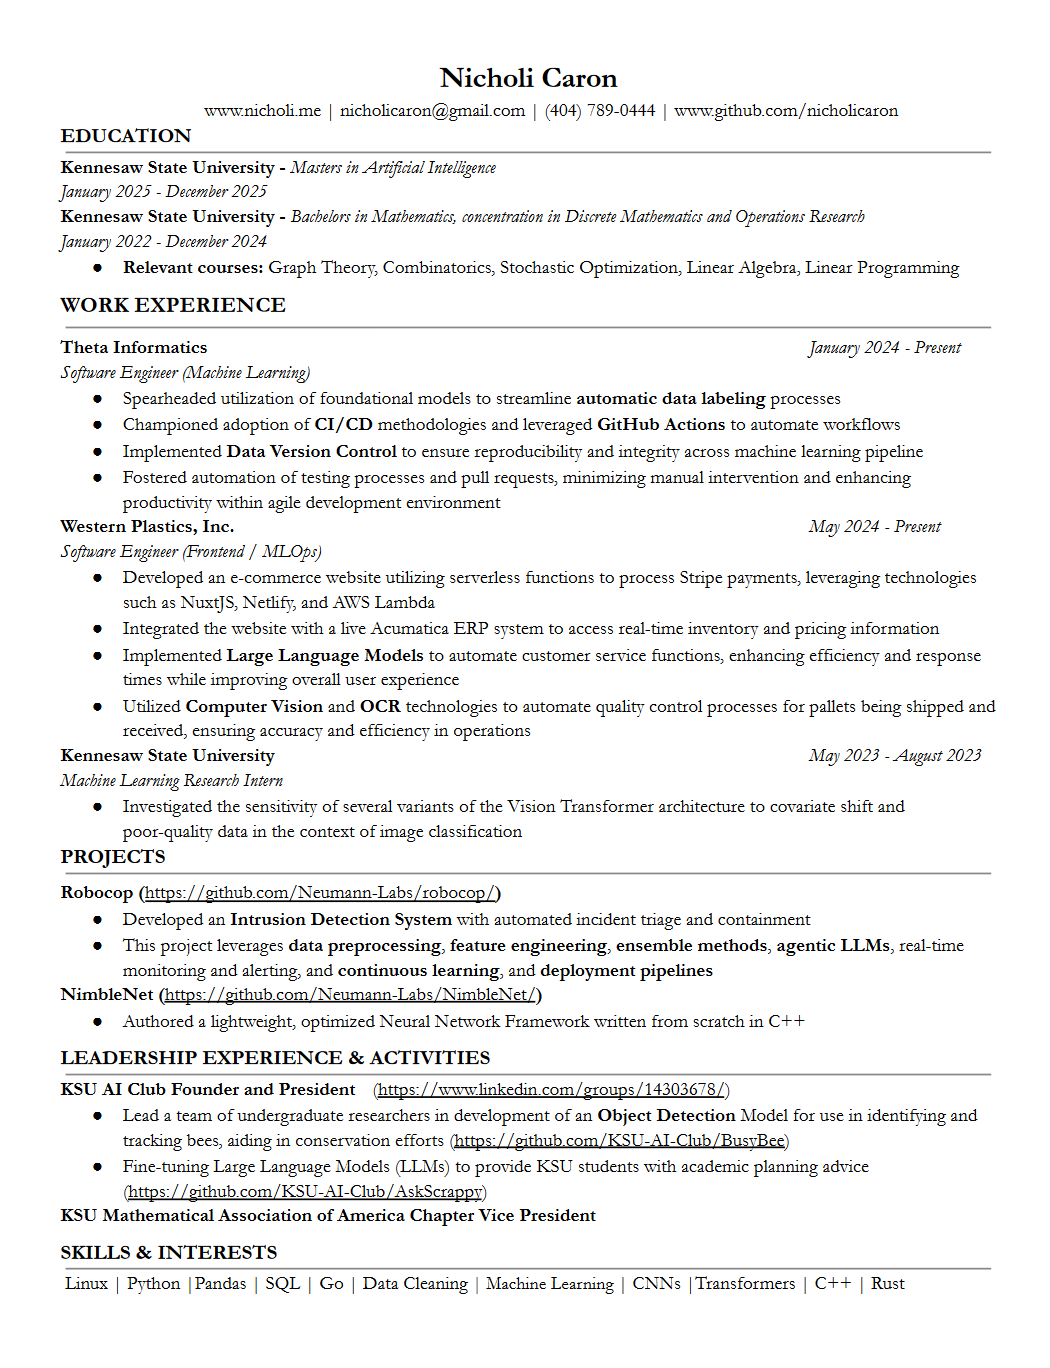 Nicholi Caron
www.nicholi.me | nicholicaron@gmail.com | (404) 789-0444 | www.github.com/nicholicaron
EDUCATION
Kennesaw State University - Masters in Artificial Intelligence
January 2025 - December 2025
Kennesaw State University - Bachelors in Mathematics, concentration in Discrete Mathematics and Operations Research
January 2022 - December 2024
● Relevant courses: Graph Theory, Combinatorics, Stochastic Optimization, Linear Algebra, Linear Programming
WORK EXPERIENCE
Theta Informatics January 2024 - Present
Software Engineer (Machine Learning)
● Spearheaded utilization of foundational models to streamline automatic data labeling processes
● Championed adoption of CI/CD methodologies and leveraged GitHub Actions to automate workflows
● Implemented Data Version Control to ensure reproducibility and integrity across machine learning pipeline
● Fostered automation of testing processes and pull requests, minimizing manual intervention and enhancing
productivity within agile development environment
Western Plastics, Inc. May 2024 - Present
Software Engineer (Frontend / MLOps)
● Developed an e-commerce website utilizing serverless functions to process Stripe payments, leveraging technologies
such as NuxtJS, Netlify, and AWS Lambda
● Integrated the website with a live Acumatica ERP system to access real-time inventory and pricing information
● Implemented Large Language Models to automate customer service functions, enhancing efficiency and response
times while improving overall user experience
● Utilized Computer Vision and OCR technologies to automate quality control processes for pallets being shipped and
received, ensuring accuracy and efficiency in operations
Kennesaw State University May 2023 - August 2023
Machine Learning Research Intern
● Investigated the sensitivity of several variants of the Vision Transformer architecture to covariate shift and
poor-quality data in the context of image classification
PROJECTS
Robocop (https://github.com/Neumann-Labs/robocop/)
● Developed an Intrusion Detection System with automated incident triage and containment
● This project leverages data preprocessing, feature engineering, ensemble methods, agentic LLMs, real-time
monitoring and alerting, and continuous learning, and deployment pipelines
NimbleNet (https://github.com/Neumann-Labs/NimbleNet/)
● Authored a lightweight, optimized Neural Network Framework written from scratch in C++
LEADERSHIP EXPERIENCE & ACTIVITIES
KSU AI Club Founder and President (https://www.linkedin.com/groups/14303678/)
● Lead a team of undergraduate researchers in development of an Object Detection Model for use in identifying and
tracking bees, aiding in conservation efforts (https://github.com/KSU-AI-Club/BusyBee)
● Fine-tuning Large Language Models (LLMs) to provide KSU students with academic planning advice
(https://github.com/KSU-AI-Club/AskScrappy)
KSU Mathematical Association of America Chapter Vice President
SKILLS & INTERESTS
Linux | Python |Pandas | SQL | Go | Data Cleaning | Machine Learning | CNNs |Transformers | C++ | Rust